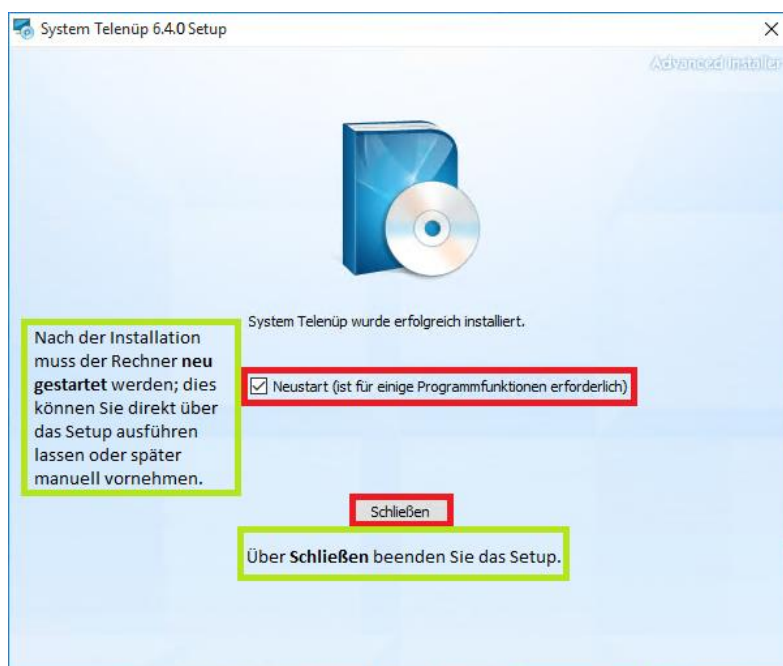 System Telenüp 6.4.0 Setup
Advanced Installer
System Telenüp wurde erfolgreich installiert.
Nach der Installation
muss der Rechner neu
gestartet werden; dies
können Sie direkt über
das Setup ausführen
lassen oder später
manuell vornehmen.
Neustart (ist für einige Programmfunktionen erforderlich)
Schließen
Über Schließen beenden Sie das Setup.